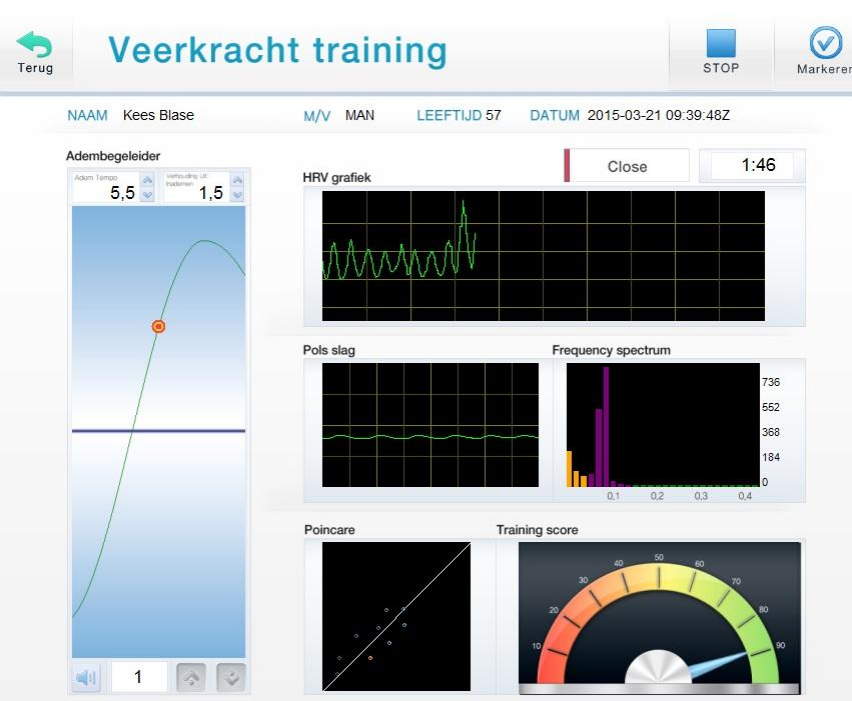 Terug
Veerkracht training
STOP
Markeren
NAAM Kees Blase M/V MAN LEEFTIJD 57 DATUM 2015-03-21 09:39:48Z
Adembegeleider
Adem Tempo
5,5
Verhouding Uit
Inademen
1,5
HRV grafiek
Close
1:46
Pols slag
Frequency spectrum
736
552
368
184
0
0,1 0,2 0,3 0,4
Poincare
Training score
10 20 30 40 50 60 70 80 90
1